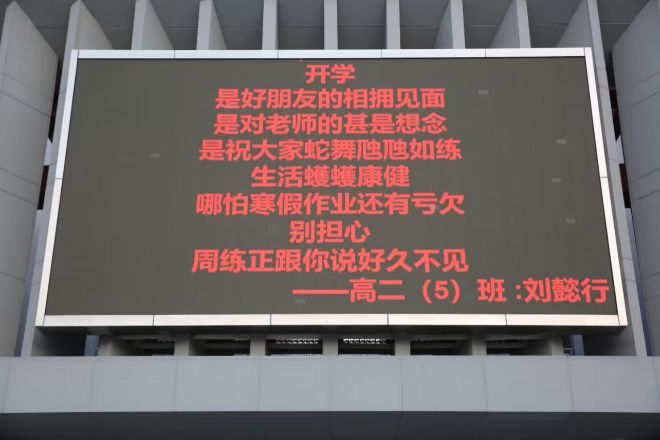 开学
是好朋友的相拥见面
是对老师的甚是想念
是祝大家蛇舞虺虺如练
生活蠖蠖康健
哪怕寒假作业还有亏欠
别担心
周练正跟你说好久不见
——高二（5）班:刘懿行